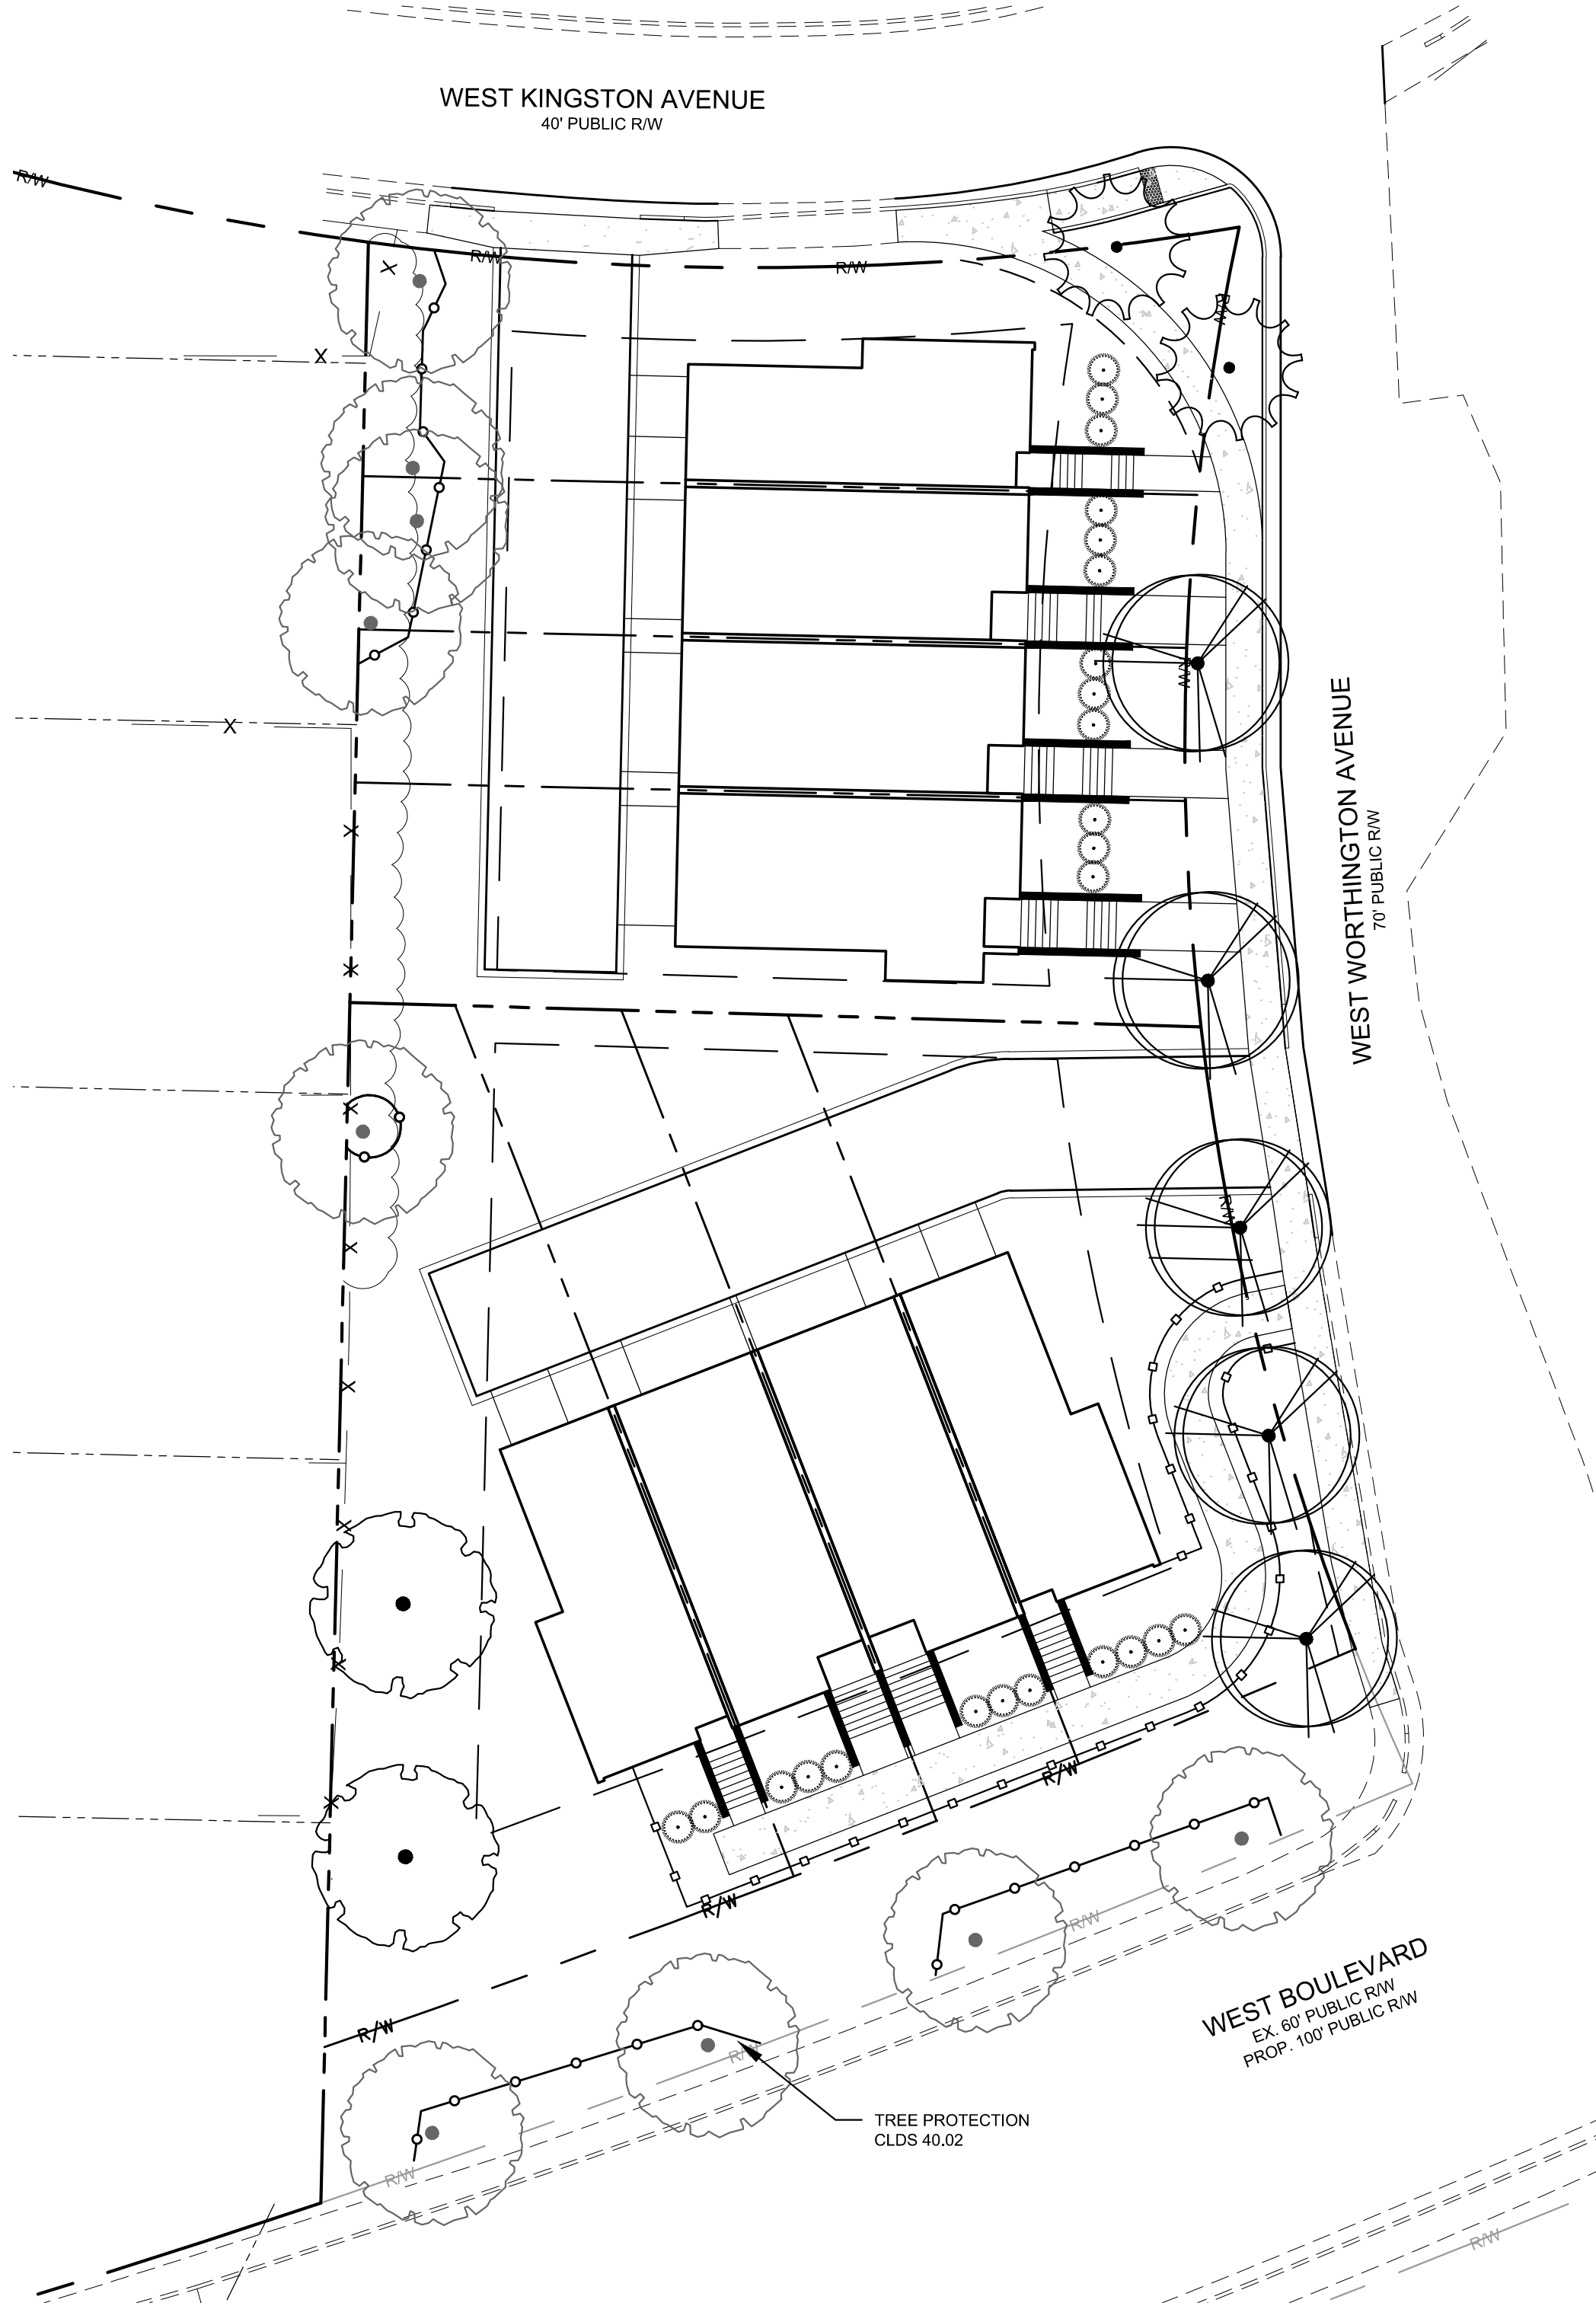 WEST KINGSTON AVENUE
40' PUBLIC R/W
R/W
R/W
R/W
R/W
X
X
X
R/W
WEST WORTHINGTON AVENUE
70' PUBLIC R/W
X
X
X
R/W
X
X
X
X
X
R/W
R/W
R/W
R/W
R/W
R/W
WEST BOULEVARD
EX. 60' PUBLIC R/W
PROP. 100' PUBLIC R/W
TREE PROTECTION
CLDS 40.02
R/W